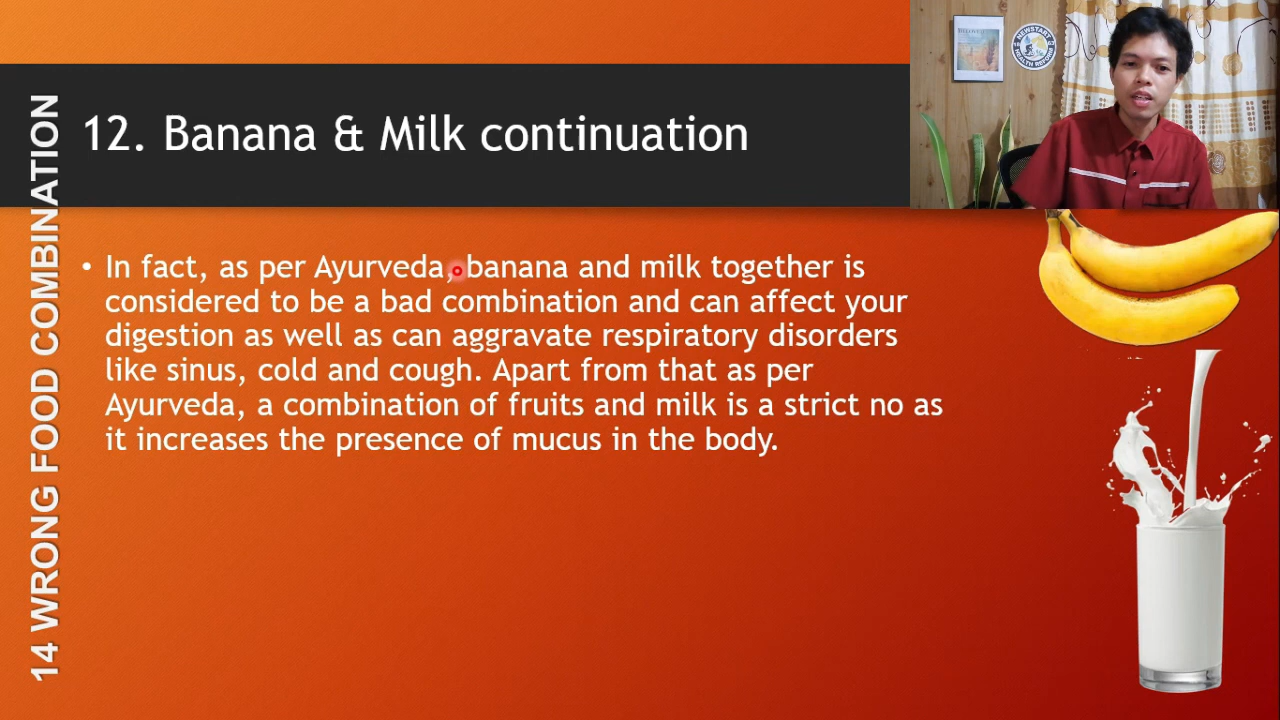 12. Banana & Milk continuation
14 WRONG FOOD COMBINATION
• In fact, as per Ayurveda, banana and milk together is
considered to be a bad combination and can affect your
digestion as well as can aggravate respiratory disorders
like sinus, cold and cough. Apart from that as per
Ayurveda, a combination of fruits and milk is a strict no as
it increases the presence of mucus in the body.
NEWSTART
HEALTH REFORM